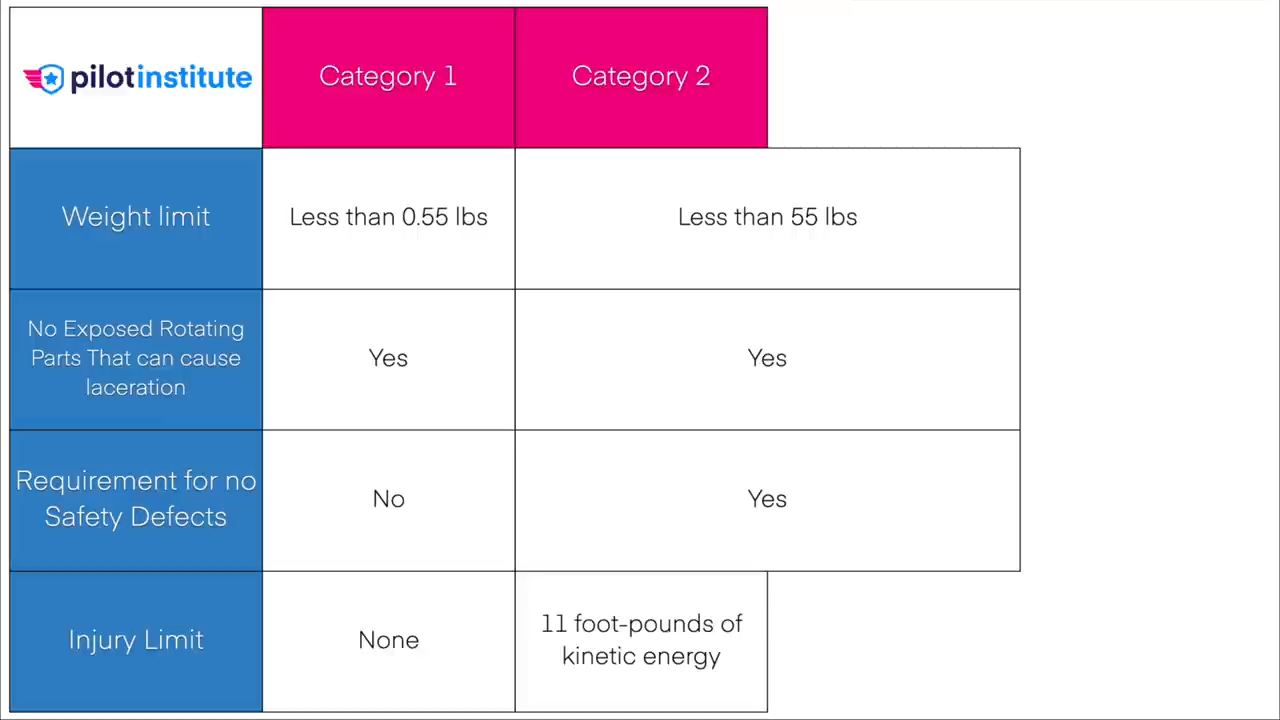 pilotinstitute
Category 1
Category 2
Weight limit
Less than 0.55 lbs
Less than 55 lbs
No Exposed Rotating
Parts That can cause
laceration
Yes
Yes
Requirement for no
Safety Defects
No
Yes
Injury Limit
None
11 foot-pounds of
kinetic energy